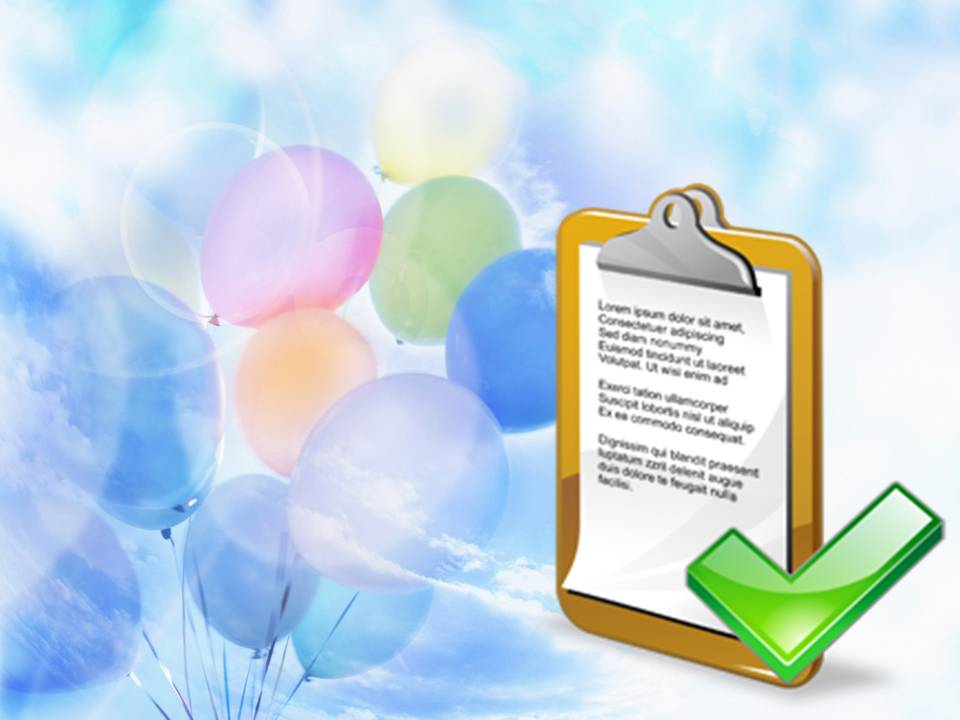 Lorem ipsum dolor sit amet,
Consectetuer adipiscing
Sed diam nonummy
Euismod tincidunt ut laoreet
Volutpat. Ut wisi enim ad
Exerci tation ullamcorper
Suscipit lobortis nisl ut aliquip
Ex ea commodo consequat.
Dignissim qui blandit praesent
luptatum zzril delenit augue
duis dolore te feugait nulla
facilisi.